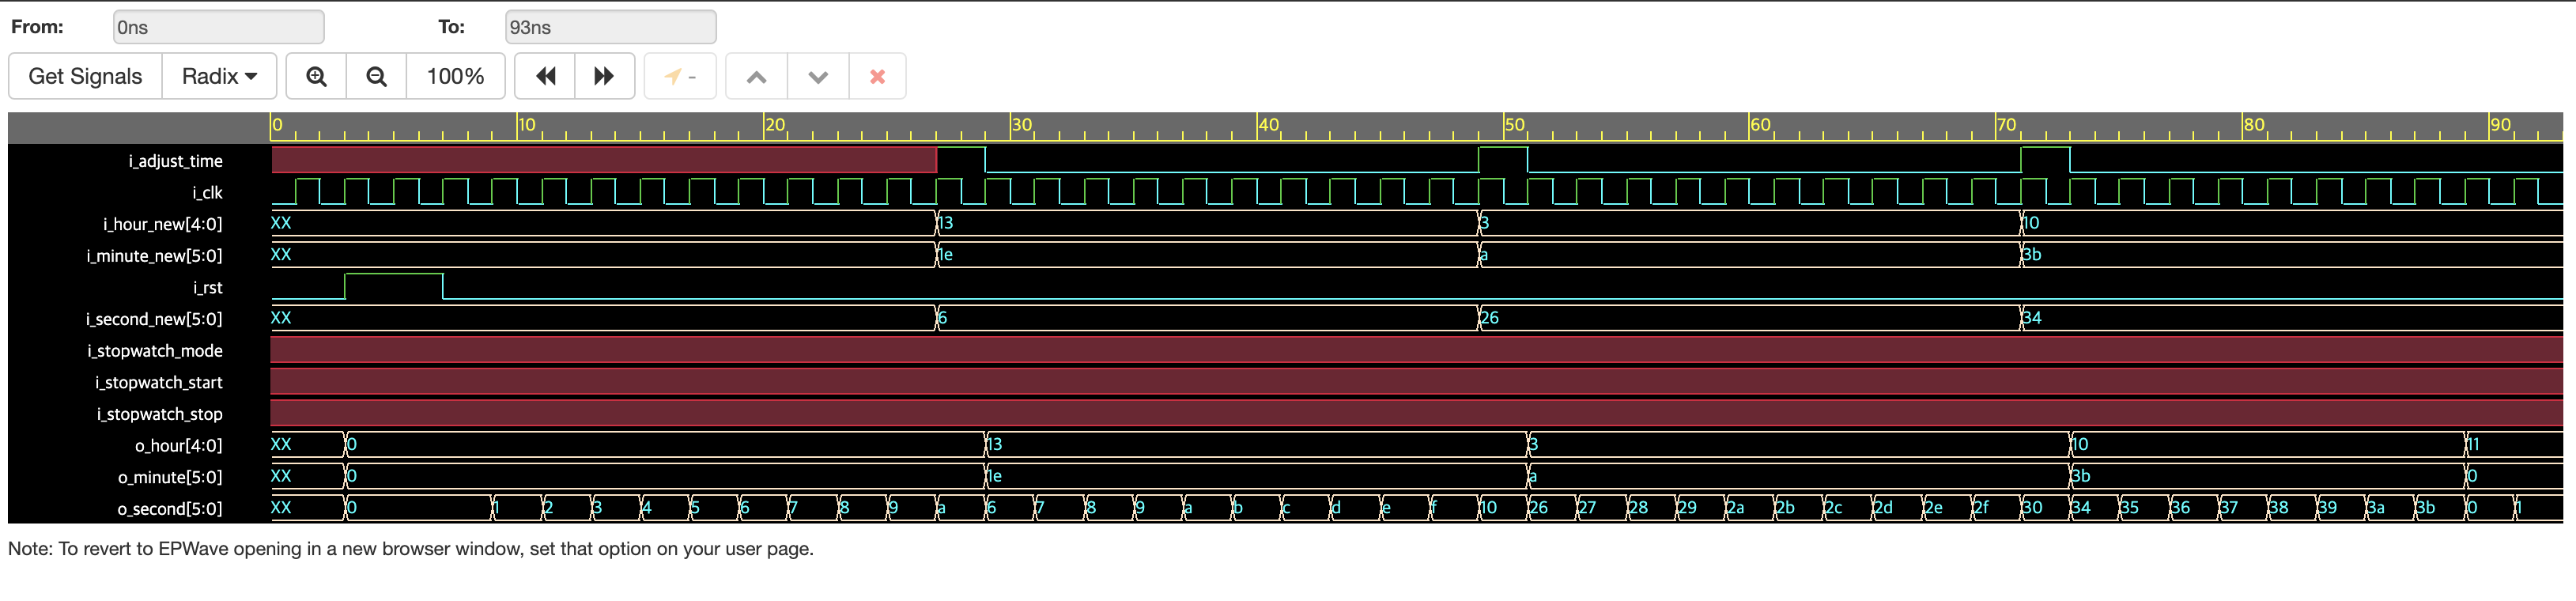 From: 0ns To: 93ns
Get Signals Radix 100% -
0 10 20 30 40 50 60 70 80 90
i_adjust_time
i_clk
i_hour_new[4:0] XX 13 3 10
i_minute_new[5:0] XX 1e a 3b
i_rst
i_second_new[5:0] XX 6 26 34
i_stopwatch_mode
i_stopwatch_start
i_stopwatch_stop
o_hour[4:0] XX 0 13 3 10 11
o_minute[5:0] XX 0 1e a 3b 0
o_second[5:0] XX 0 1 2 3 4 5 6 7 8 9 a 6 7 8 9 a b c d e f 10 26 27 28 29 2a 2b 2c 2d 2e 2f 30 34 35 36 37 38 39 3a 3b 0 1
Note: To revert to EPWave opening in a new browser window, set that option on your user page.